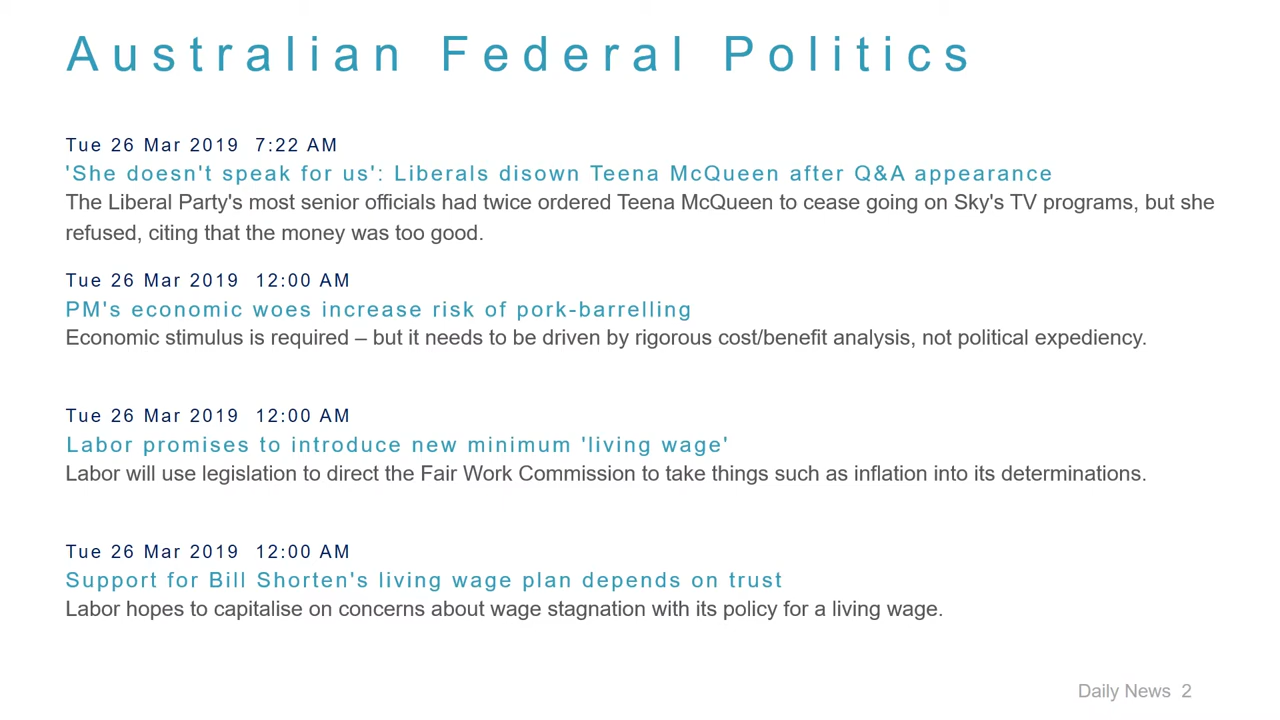 Australian Federal Politics
Tue 26 Mar 2019 7:22 AM
'She doesn't speak for us': Liberals disown Teena McQueen after Q&A appearance
The Liberal Party's most senior officials had twice ordered Teena McQueen to cease going on Sky's TV programs, but she
refused, citing that the money was too good.
Tue 26 Mar 2019 12:00 AM
PM's economic woes increase risk of pork-barrelling
Economic stimulus is required – but it needs to be driven by rigorous cost/benefit analysis, not political expediency.
Tue 26 Mar 2019 12:00 AM
Labor promises to introduce new minimum 'living wage'
Labor will use legislation to direct the Fair Work Commission to take things such as inflation into its determinations.
Tue 26 Mar 2019 12:00 AM
Support for Bill Shorten's living wage plan depends on trust
Labor hopes to capitalise on concerns about wage stagnation with its policy for a living wage.
Daily News 2